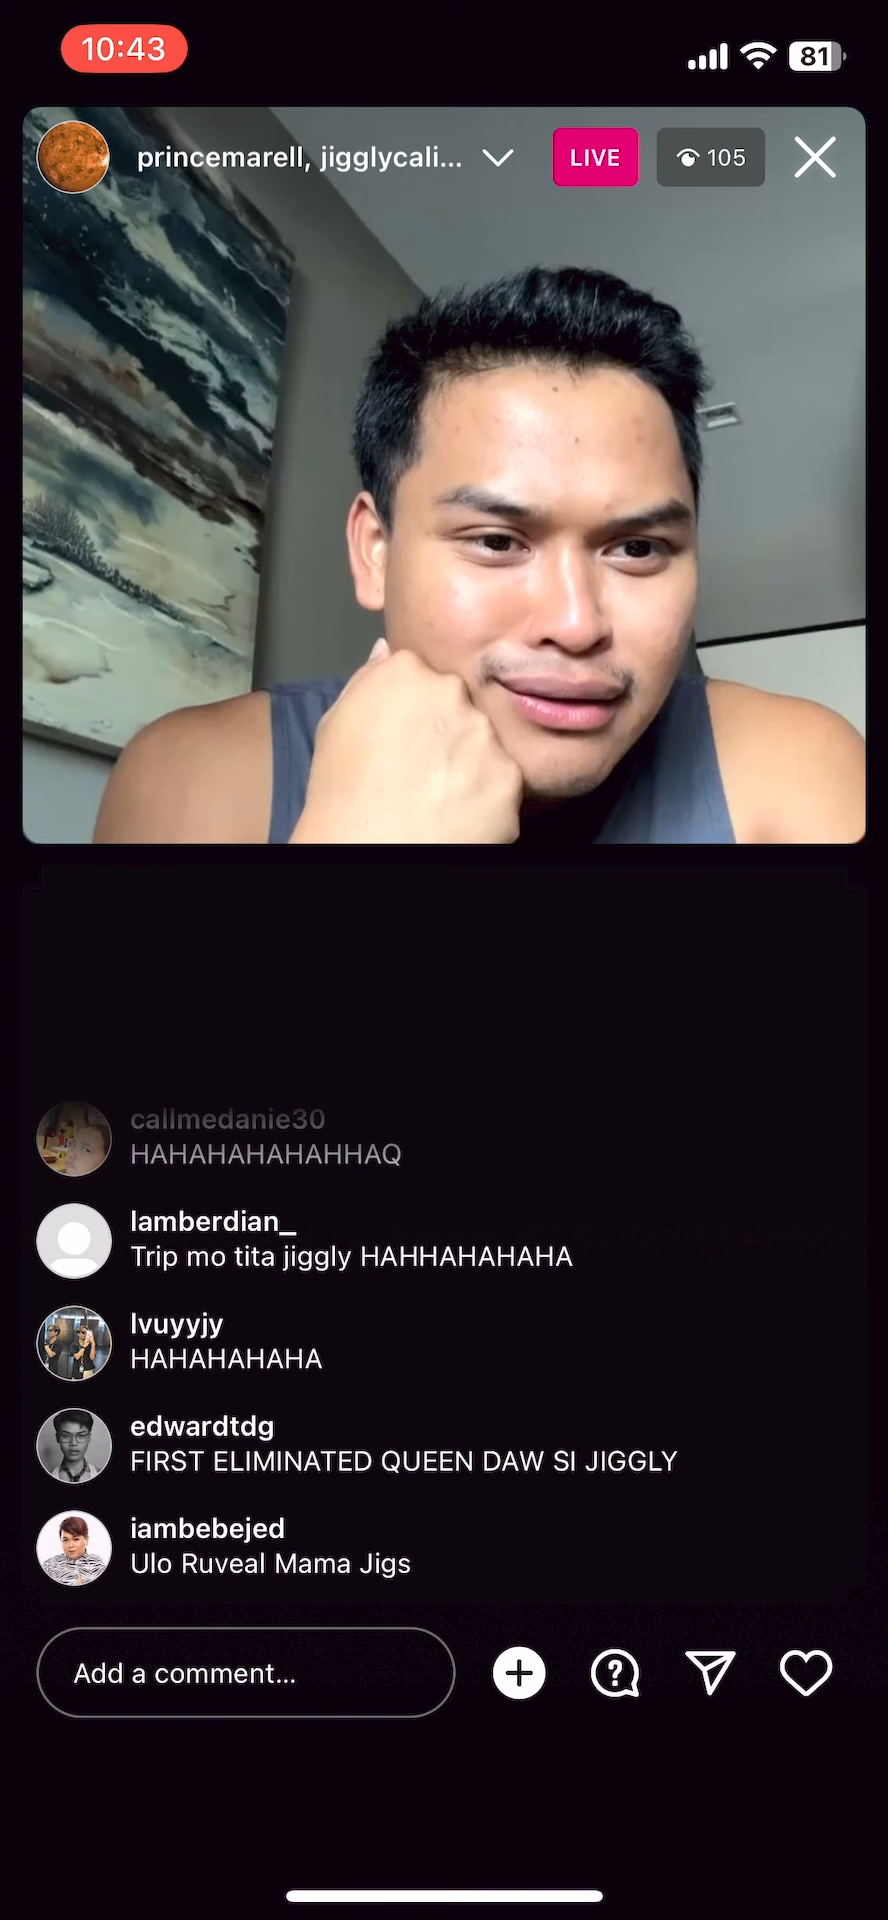 10:43
81
princemarell, jigglycali...
LIVE
105
callmedanie30
HAHAHAHAHAHHAQ
lamberdian_
Trip mo tita jiggly HAHHAHAHAHA
lvuyyjy
HAHAHAHAHA
edwardtdg
FIRST ELIMINATED QUEEN DAW SI JIGGLY
iambebejed
Ulo Ruveal Mama Jigs
Add a comment...